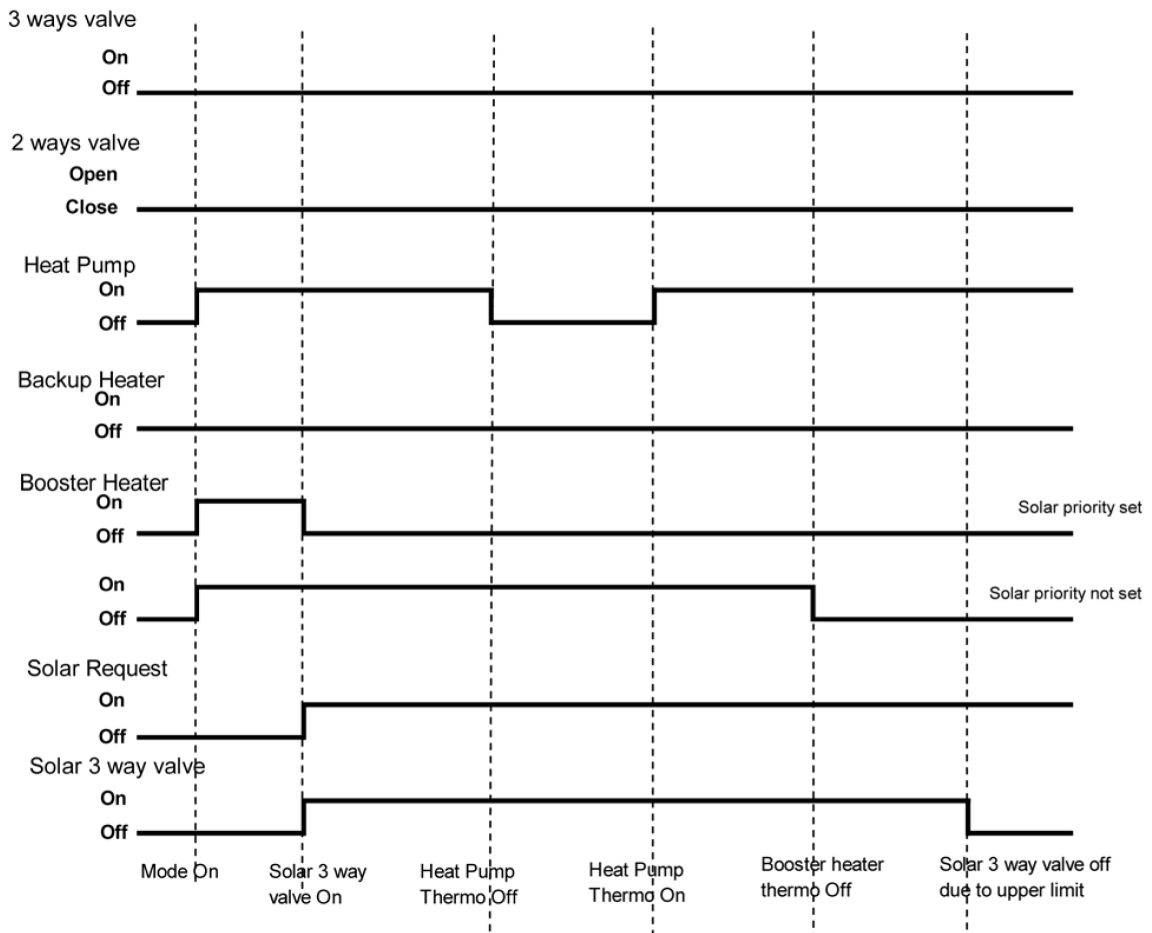 3 ways valve
On
Off
2 ways valve
Open
Close
Heat Pump
On
Off
Backup Heater
On
Off
Booster Heater
On
Solar priority set
Off
On
Solar priority not set
Off
Solar Request
On
Off
Solar 3 way valve
On
Off
Mode On
Solar 3 way
valve On
Heat Pump
Thermo Off
Heat Pump
Thermo On
Booster heater
thermo Off
Solar 3 way valve off
due to upper limit